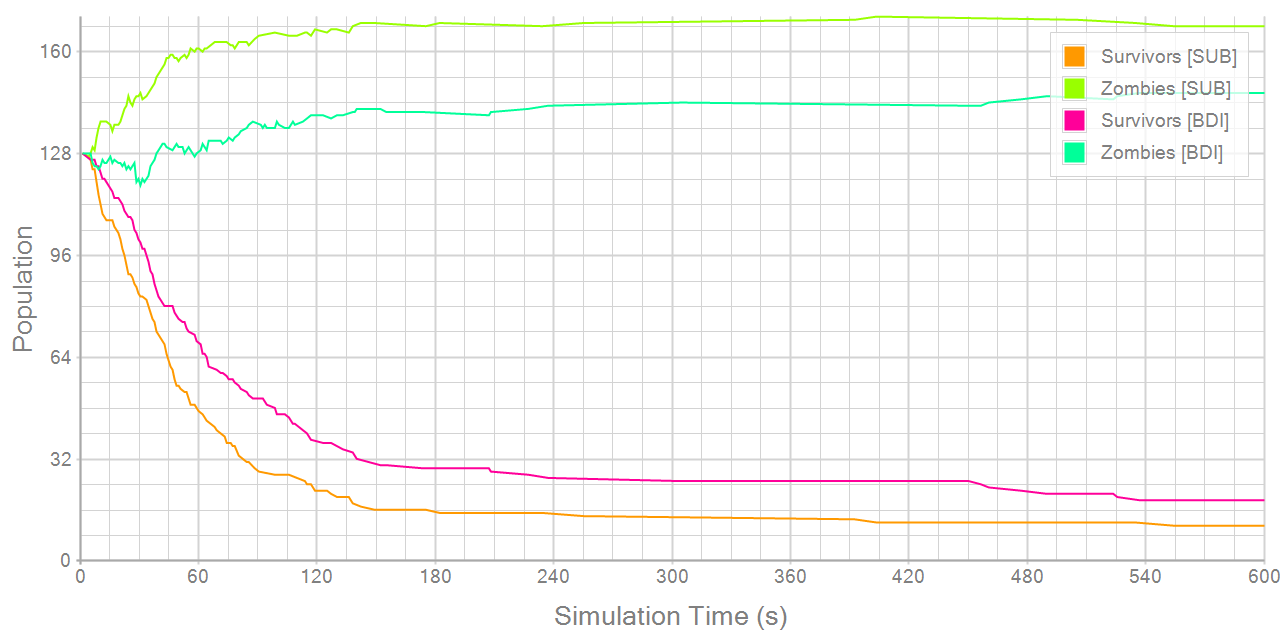 160
128
96
64
32
0
Population
Survivors [SUB]
Zombies [SUB]
Survivors [BDI]
Zombies [BDI]
0 60 120 180 240 300 360 420 480 540 600
Simulation Time (s)